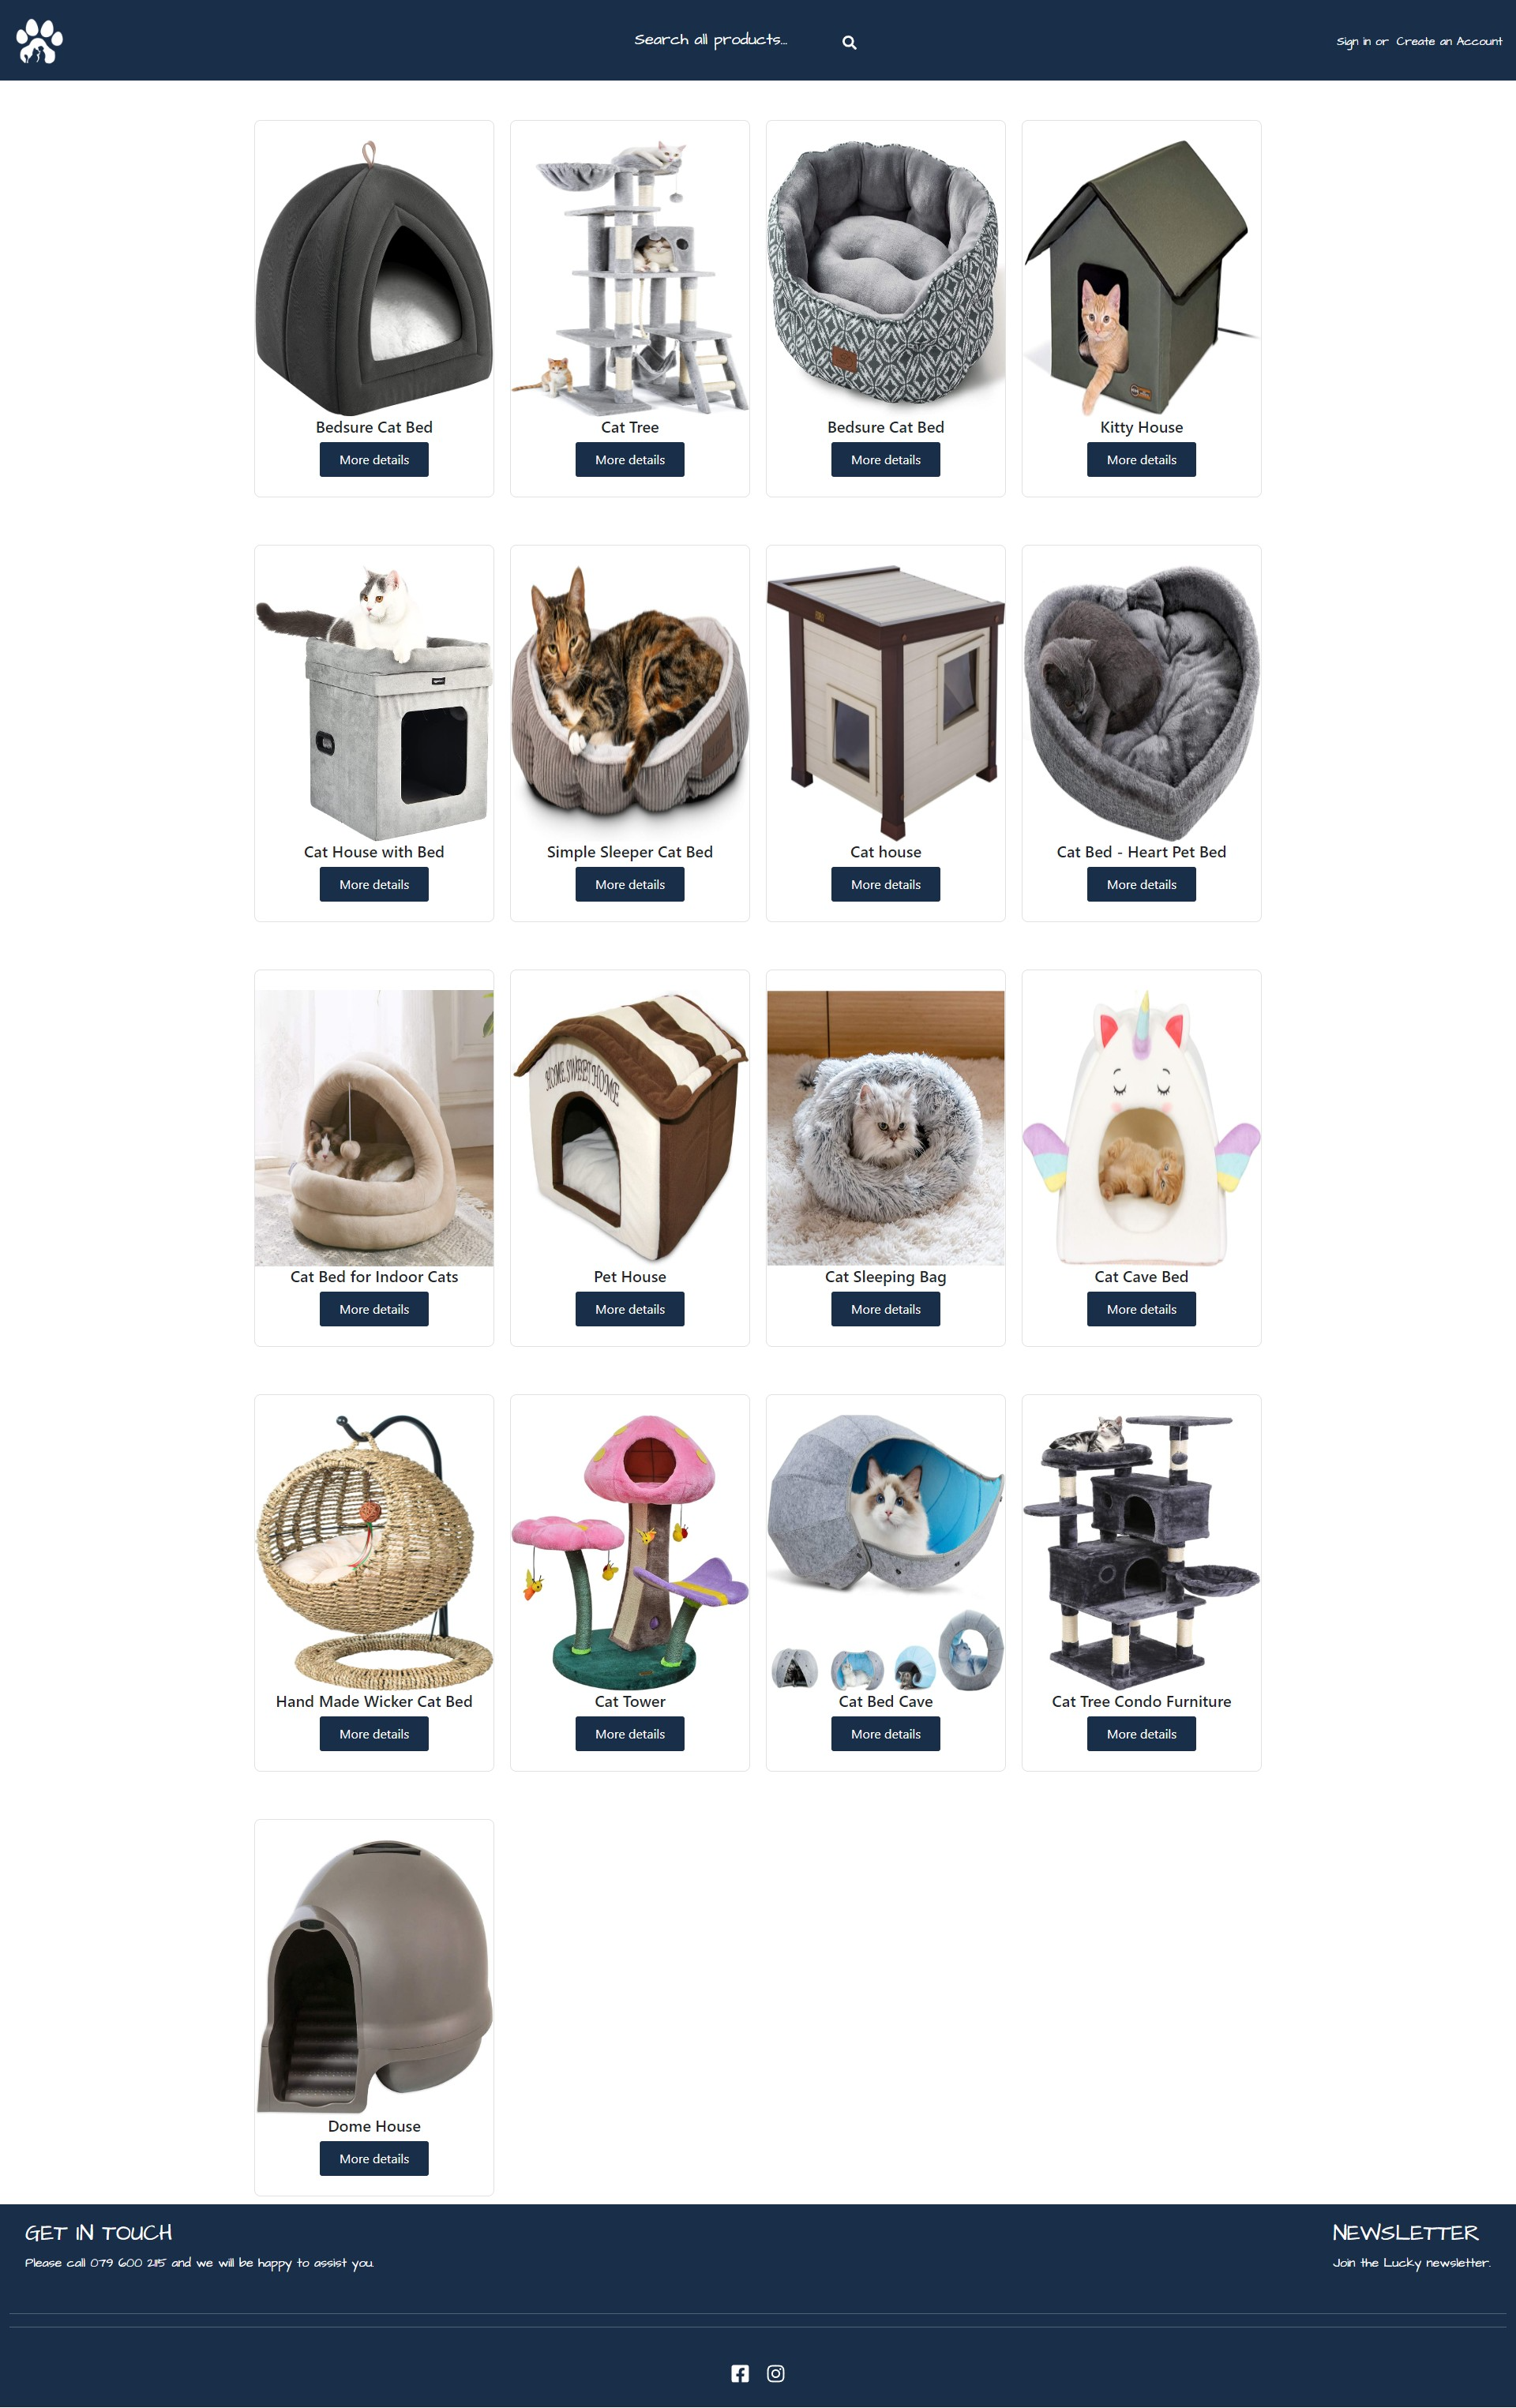 Search all products...
Sign in or Create an Account
Bedsure Cat Bed
More details
Cat Tree
More details
Bedsure Cat Bed
More details
Kitty House
More details
Cat House with Bed
More details
Simple Sleeper Cat Bed
More details
Cat house
More details
Cat Bed - Heart Pet Bed
More details
Cat Bed for Indoor Cats
More details
HOME SWEET HOME
Pet House
More details
Cat Sleeping Bag
More details
Cat Cave Bed
More details
Hand Made Wicker Cat Bed
More details
Cat Tower
More details
Cat Bed Cave
More details
Cat Tree Condo Furniture
More details
Dome House
More details
GET IN TOUCH
Please call 079 600 2115 and we will be happy to assist you.
NEWSLETTER
Join the Lucky newsletter.